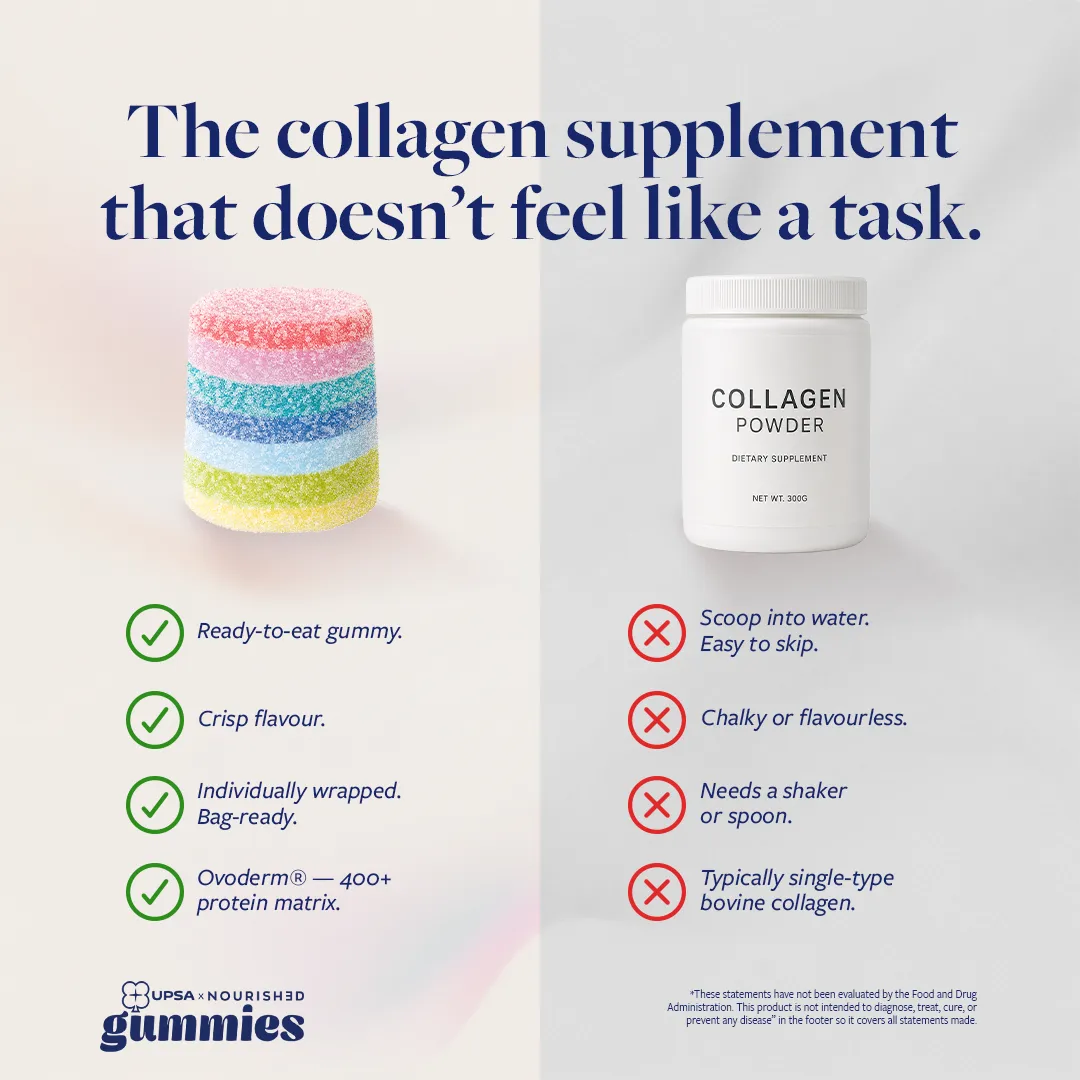 The collagen supplement
that doesn’t feel like a task.
COLLAGEN
POWDER
DIETARY SUPPLEMENT
NET WT. 300G
Ready-to-eat gummy.
Crisp flavour.
Individually wrapped.
Bag-ready.
Ovoderm® — 400+
protein matrix.
Scoop into water.
Easy to skip.
Chalky or flavourless.
Needs a shaker
or spoon.
Typically single-type
bovine collagen.
UPSA x NOURISHED
gummies
*These statements have not been evaluated by the Food and Drug
Administration. This product is not intended to diagnose, treat, cure, or
prevent any disease” in the footer so it covers all statements made.